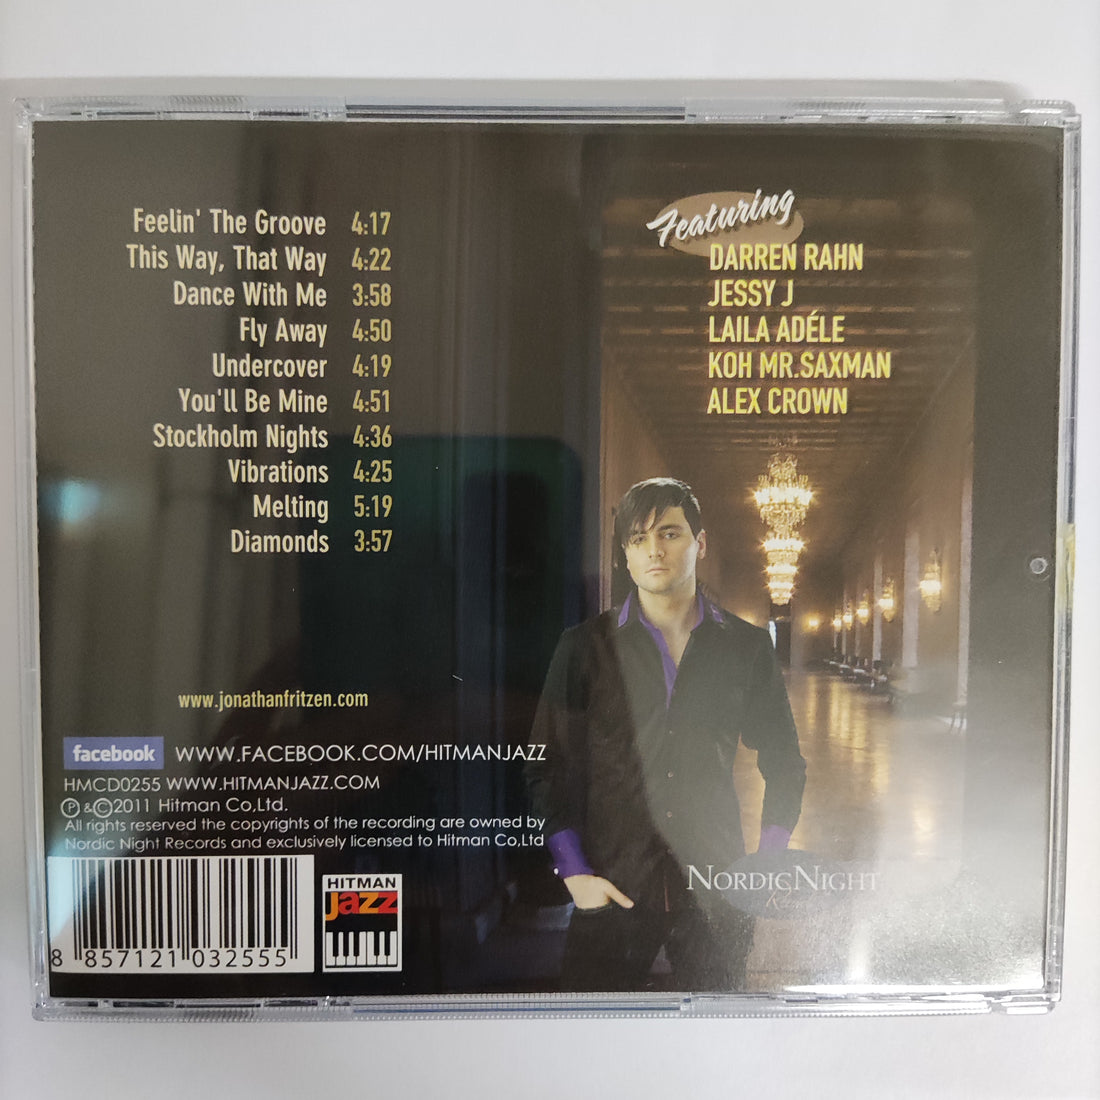 Feelin' The Groove 4:17
This Way, That Way 4:22
Dance With Me 3:58
Fly Away 4:50
Undercover 4:19
You'll Be Mine 4:51
Stockholm Nights 4:36
Vibrations 4:25
Melting 5:19
Diamonds 3:57
Featuring
DARREN RAHN
JESSY J
LAILA ADÉLE
KOH MR.SAXMAN
ALEX CROWN
www.jonathanfritzen.com
facebook WWW.FACEBOOK.COM/HITMANJAZZ
HMCD0255 WWW.HITMANJAZZ.COM
℗ &©2011 Hitman Co,Ltd.
All rights reserved the copyrights of the recording are owned by
Nordic Night Records and exclusively licensed to Hitman Co,Ltd
8 857121 032555
HITMAN
jazz
NORDICNIGHT